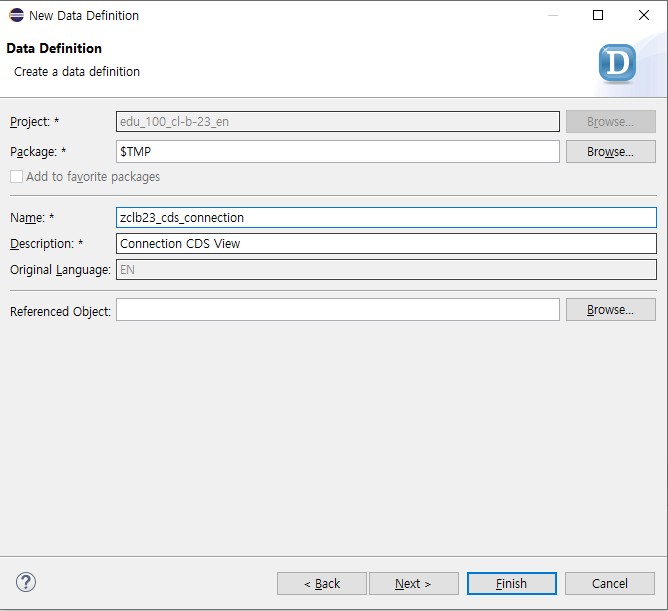 New Data Definition
Data Definition
Create a data definition
D
Project: * edu_100_cl-b-23_en Browse...
Package: * $TMP Browse...
Add to favorite packages
Name: * zclb23_cds_connection
Description: * Connection CDS View
Original Language: EN
Referenced Object: Browse...
? < Back Next > Finish Cancel